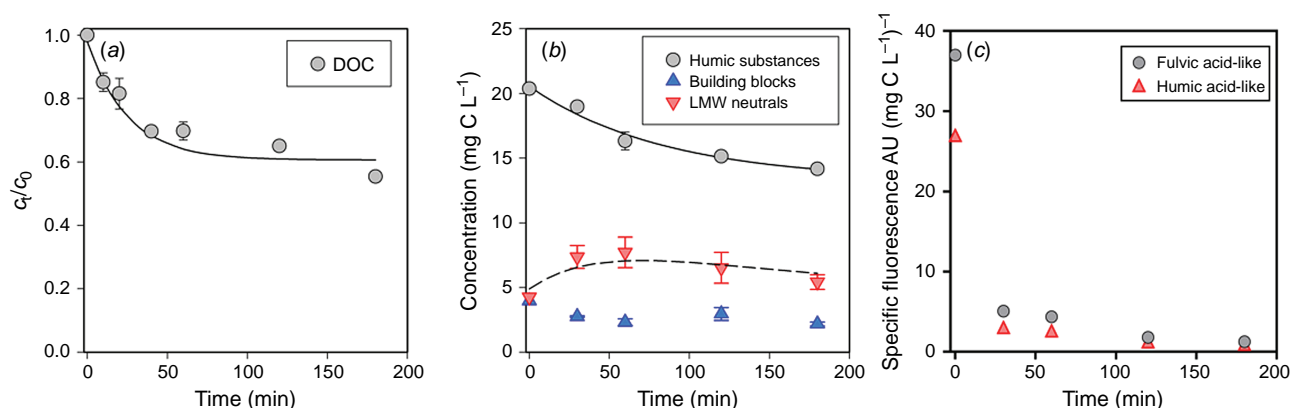 (a)
DOC
1.0
0.8
0.6
0.4
0.2
0.0
cₜ/c₀
0
50
100
150
200
Time (min)
(b)
Humic substances
Building blocks
LMW neutrals
25
20
15
10
5
0
Concentration (mg C L⁻¹)
0
50
100
150
200
Time (min)
(c)
Fulvic acid-like
Humic acid-like
40
30
20
10
0
Specific fluorescence AU (mg C L⁻¹)⁻¹
0
50
100
150
200
Time (min)